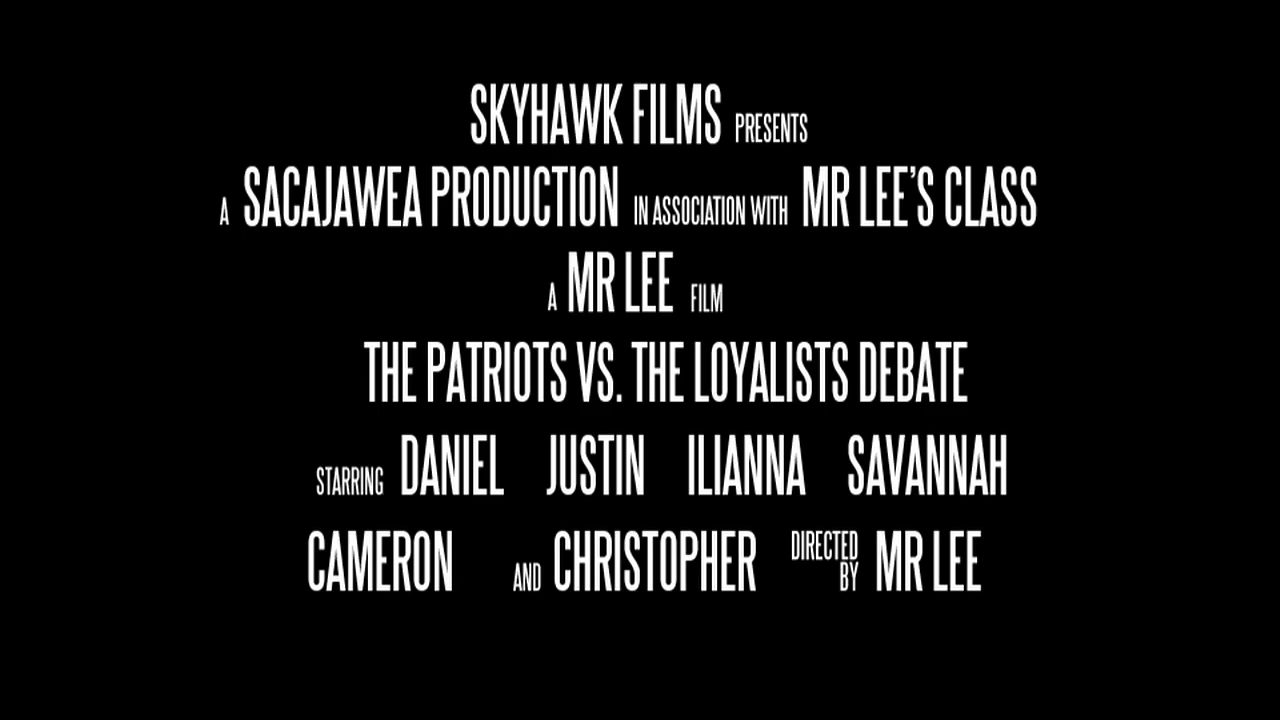 SKYHAWK FILMS PRESENTS
A SACAJAWEA PRODUCTION IN ASSOCIATION WITH MR LEE'S CLASS
A MR LEE FILM
THE PATRIOTS VS. THE LOYALISTS DEBATE
STARRING DANIEL JUSTIN ILIANNA SAVANNAH
CAMERON AND CHRISTOPHER DIRECTED BY MR LEE